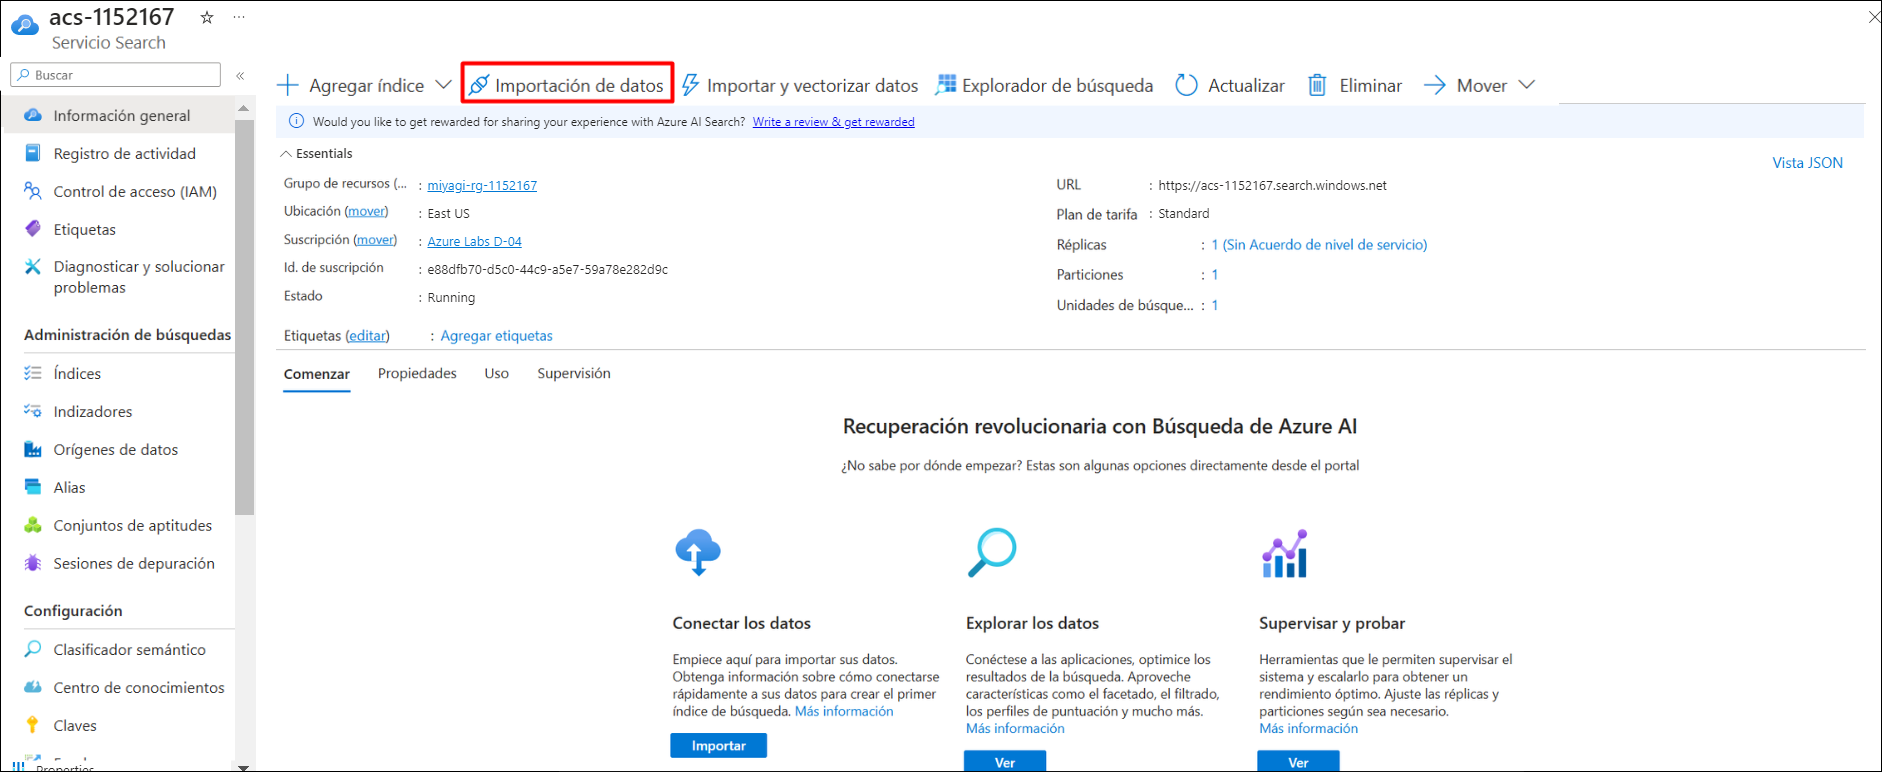 acs-1152167
Servicio Search
Buscar
Información general
Registro de actividad
Control de acceso (IAM)
Etiquetas
Diagnosticar y solucionar
problemas
Administración de búsquedas
Índices
Indizadores
Orígenes de datos
Alias
Conjuntos de aptitudes
Sesiones de depuración
Configuración
Clasificador semántico
Centro de conocimientos
Claves
Properties
Agregar índice
Importación de datos
Importar y vectorizar datos
Explorador de búsqueda
Actualizar
Eliminar
Mover
Would you like to get rewarded for sharing your experience with Azure AI Search? Write a review & get rewarded
Essentials
Vista JSON
Grupo de recursos (... : miyagi-rg-1152167
Ubicación (mover) : East US
Suscripción (mover) : Azure Labs D-04
Id. de suscripción : e88dfb70-d5c0-44c9-a5e7-59a78e282d9c
Estado : Running
Etiquetas (editar) : Agregar etiquetas
URL : https://acs-1152167.search.windows.net
Plan de tarifa : Standard
Réplicas : 1 (Sin Acuerdo de nivel de servicio)
Particiones : 1
Unidades de búsque... : 1
Comenzar
Propiedades
Uso
Supervisión
Recuperación revolucionaria con Búsqueda de Azure AI
¿No sabe por dónde empezar? Estas son algunas opciones directamente desde el portal
Conectar los datos
Empiece aquí para importar sus datos.
Obtenga información sobre cómo conectarse
rápidamente a sus datos para crear el primer
índice de búsqueda. Más información
Importar
Explorar los datos
Conéctese a las aplicaciones, optimice los
resultados de la búsqueda. Aproveche
características como el facetado, el filtrado,
los perfiles de puntuación y mucho más.
Más información
Ver
Supervisar y probar
Herramientas que le permiten supervisar el
sistema y escalarlo para obtener un
rendimiento óptimo. Ajuste las réplicas y
particiones según sea necesario.
Más información
Ver